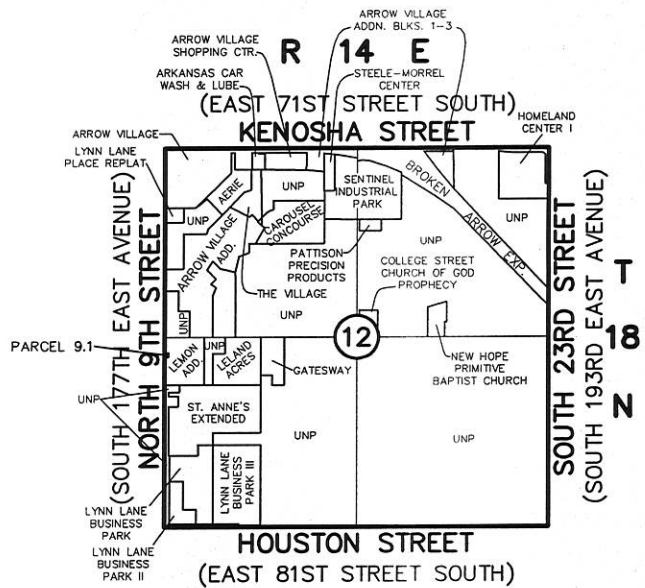 ARROW VILLAGE
ADDN. BLKS. 1-3
ARROW VILLAGE
SHOPPING CTR.
R 14 E
ARKANSAS CAR
WASH & LUBE
STEELE-MORREL
CENTER
(EAST 71ST STREET SOUTH)
KENOSHA STREET
HOMELAND
CENTER I
ARROW VILLAGE
LYNN LANE
PLACE REPLAT
AERIE
UNP
SENTINEL
INDUSTRIAL
PARK
BROKEN
ARROW EXP.
UNP
UNP
ARROW VILLAGE
ADD.
CAROUSEL
CONCOURSE
PATTISON
PRECISION
PRODUCTS
UNP
COLLEGE STREET
CHURCH OF GOD
PROPHECY
THE VILLAGE
UNP
UNP
(SOUTH 177TH EAST AVENUE)
NORTH 9TH STREET
SOUTH 23RD STREET
(SOUTH 193RD EAST AVENUE)
T
18
N
12
PARCEL 9.1
LEMON
ADD.
UNP
LELAND
ACRES
GATESWAY
NEW HOPE
PRIMITIVE
BAPTIST CHURCH
UNP
ST. ANNE'S
EXTENDED
UNP
UNP
LYNN LANE
BUSINESS
PARK III
LYNN LANE
BUSINESS
PARK
LYNN LANE
BUSINESS
PARK II
HOUSTON STREET
(EAST 81ST STREET SOUTH)